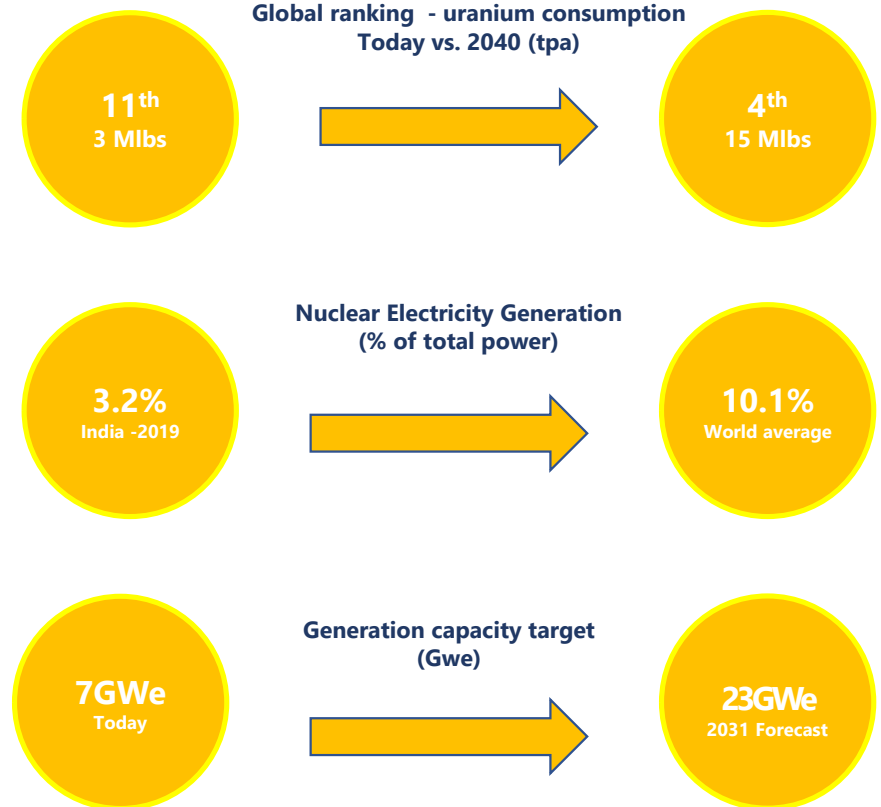 Global ranking  - uranium consumption
Today vs. 2040 (tpa)
11th
3 Mlbs
4th
15 Mlbs
Nuclear Electricity Generation
(% of total power)
3.2%
India -2019
10.1%
World average
Generation capacity target
(Gwe)
7GWe
Today
23GWe
2031 Forecast